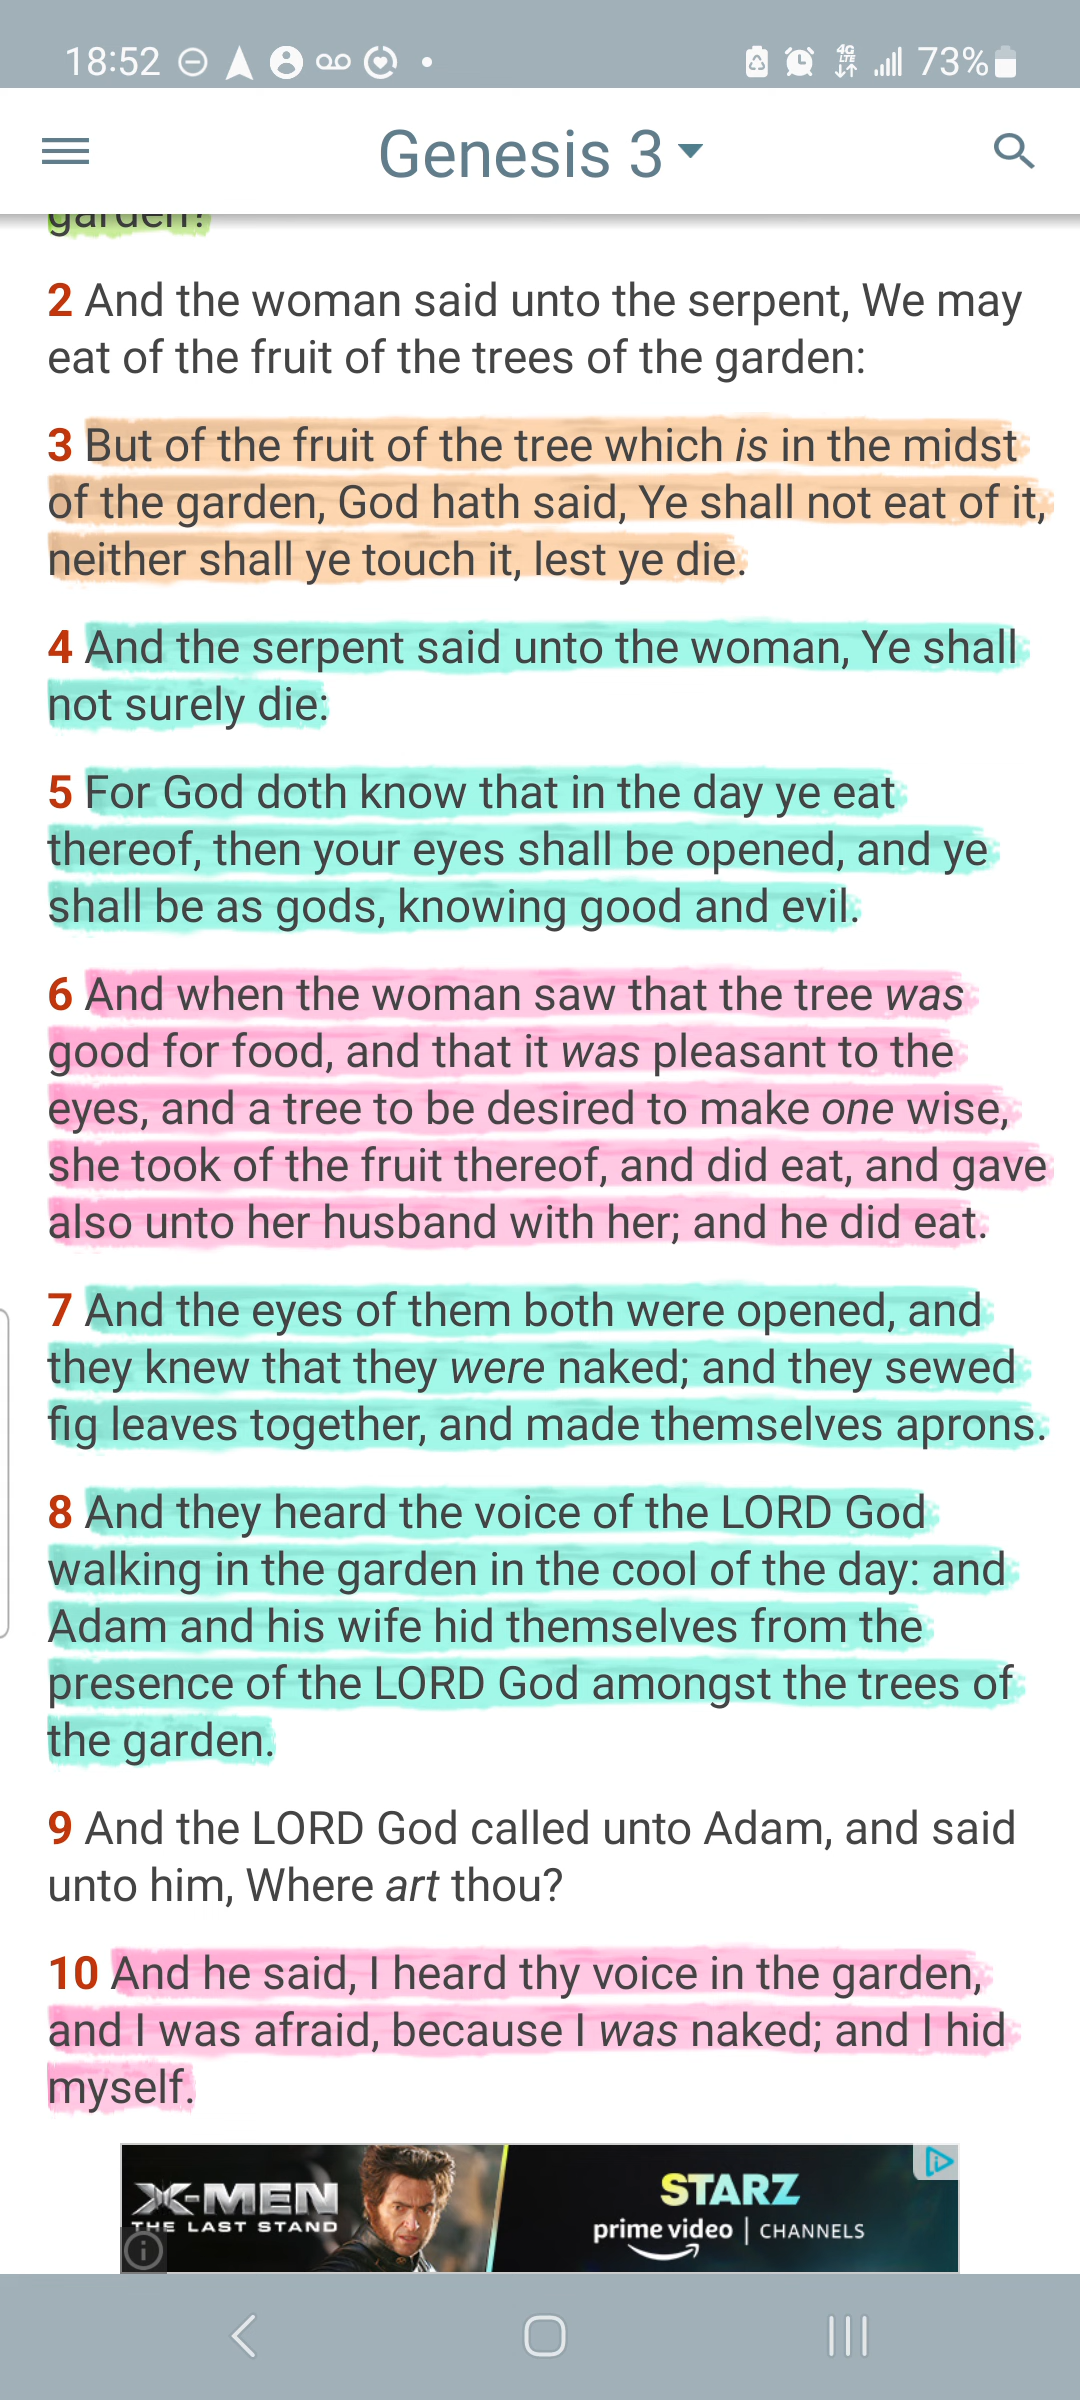 18:52
4G
LTE
73%
Genesis 3
garden?
2 And the woman said unto the serpent, We may
eat of the fruit of the trees of the garden:
3 But of the fruit of the tree which is in the midst
of the garden, God hath said, Ye shall not eat of it,
neither shall ye touch it, lest ye die.
4 And the serpent said unto the woman, Ye shall
not surely die:
5 For God doth know that in the day ye eat
thereof, then your eyes shall be opened, and ye
shall be as gods, knowing good and evil.
6 And when the woman saw that the tree was
good for food, and that it was pleasant to the
eyes, and a tree to be desired to make one wise,
she took of the fruit thereof, and did eat, and gave
also unto her husband with her; and he did eat.
7 And the eyes of them both were opened, and
they knew that they were naked; and they sewed
fig leaves together, and made themselves aprons.
8 And they heard the voice of the LORD God
walking in the garden in the cool of the day: and
Adam and his wife hid themselves from the
presence of the LORD God amongst the trees of
the garden.
9 And the LORD God called unto Adam, and said
unto him, Where art thou?
10 And he said, I heard thy voice in the garden,
and I was afraid, because I was naked; and I hid
myself.
X-MEN
THE LAST STAND
STARZ
prime video | CHANNELS